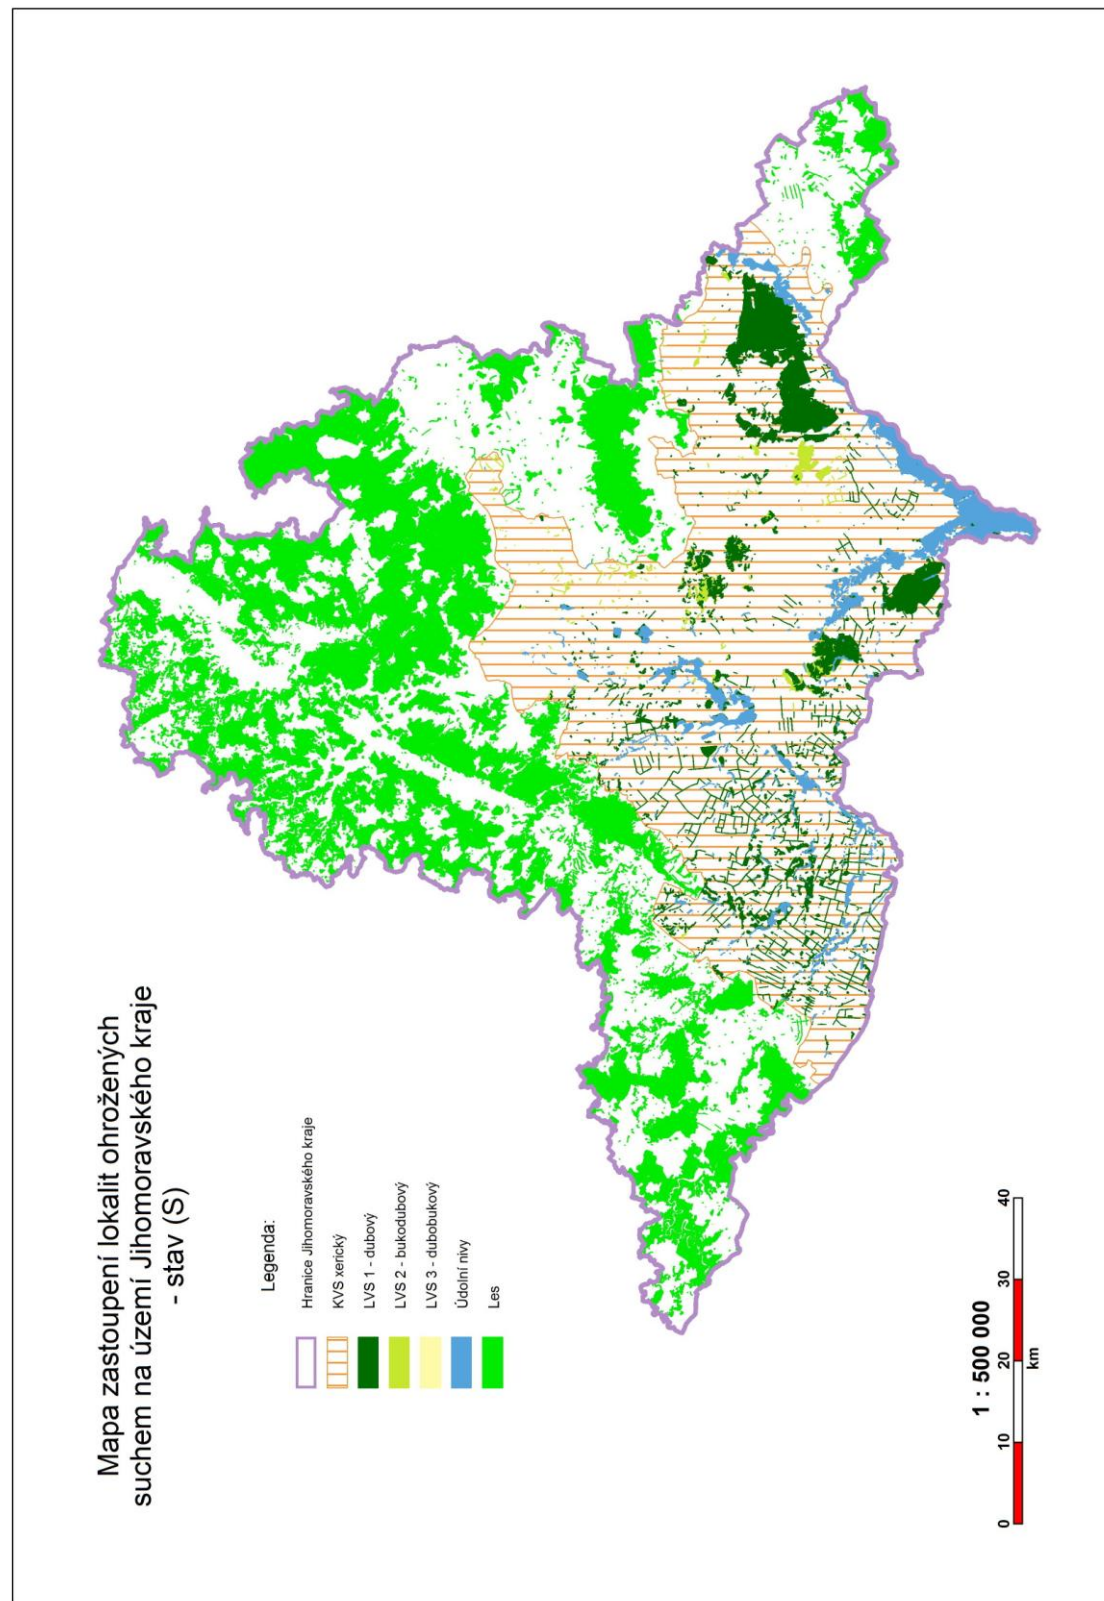 Mapa zastoupení lokalit ohrožených
suchem na území Jihomoravského kraje
- stav (S)
Legenda:
Hranice Jihomoravského kraje
KVS xerický
LVS 1 - dubový
LVS 2 - bukodubový
LVS 3 - dubobukový
Údolní nivy
Les
1 : 500 000
0 10 20 30 40
km